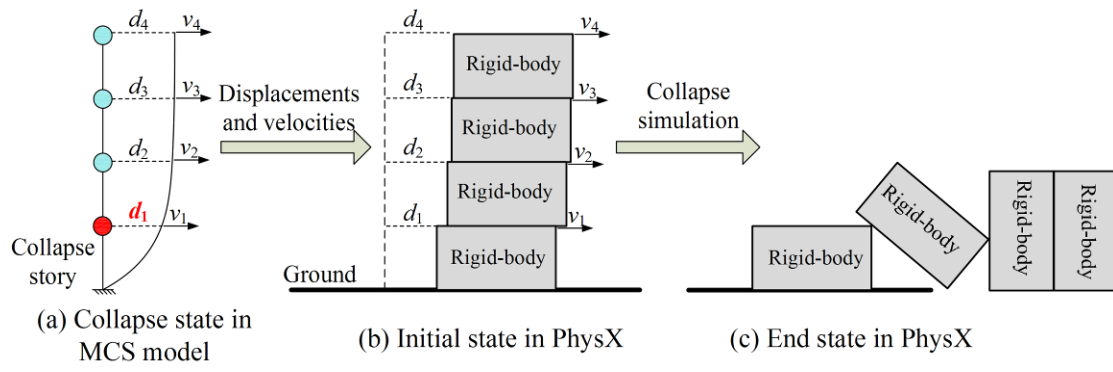 d4 v4
d3 v3
d2 v2
d1 v1
Collapse
story
(a) Collapse state in
MCS model
Displacements
and velocities
d4 v4
Rigid-body
d3 v3
Rigid-body
d2 v2
Rigid-body
d1 v1
Rigid-body
Ground
(b) Initial state in PhysX
Collapse
simulation
Rigid-body
Rigid-body
Rigid-body
Rigid-body
(c) End state in PhysX